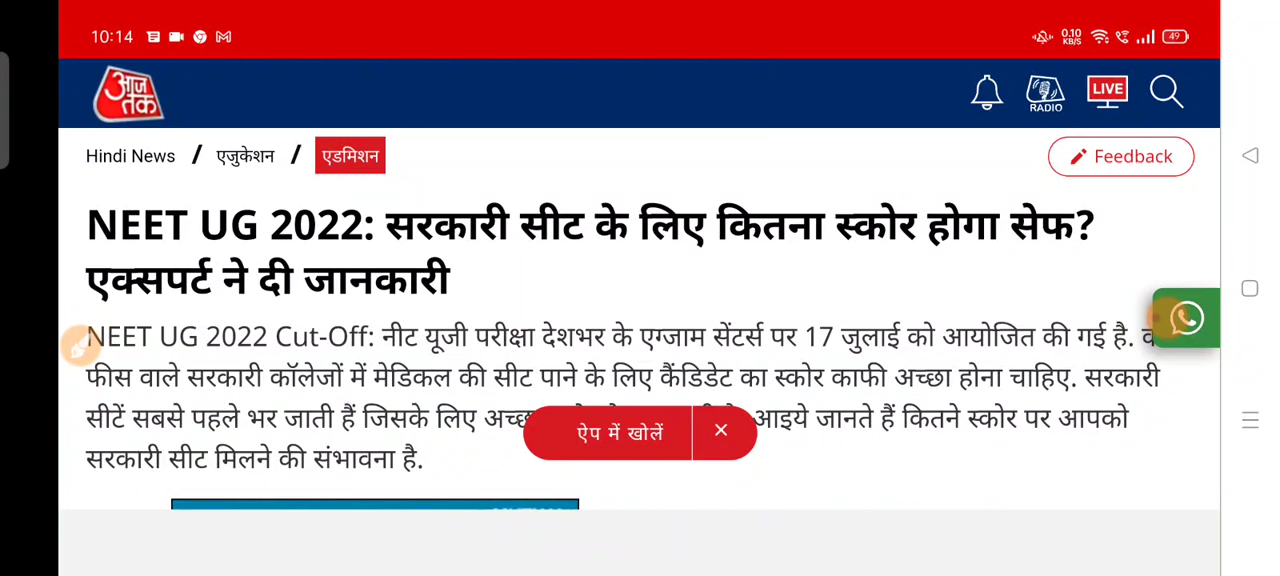 10:14
0.10
KB/S
49
आज
तक
RADIO
LIVE
Hindi News / एजुकेशन / एडमिशन
Feedback
NEET UG 2022: सरकारी सीट के लिए कितना स्कोर होगा सेफ?
एक्सपर्ट ने दी जानकारी
NEET UG 2022 Cut-Off: नीट यूजी परीक्षा देशभर के एग्जाम सेंटर्स पर 17 जुलाई को आयोजित की गई है.
फीस वाले सरकारी कॉलेजों में मेडिकल की सीट पाने के लिए कैंडिडेट का स्कोर काफी अच्छा होना चाहिए. सरकारी
सीटें सबसे पहले भर जाती हैं जिसके लिए आइये जानते हैं कितने स्कोर पर आपको
ऐप में खोलें ×
सरकारी सीट मिलने की संभावना है.